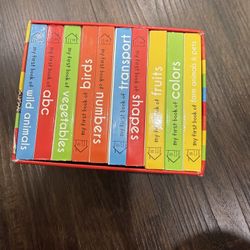 my first book of wild animals
my first book of abc
my first book of vegetables
my first book of birds
my first book of numbers
my first book of transport
my first book of shapes
my first book of fruits
my first book of colors
my first book of farm animals & pets